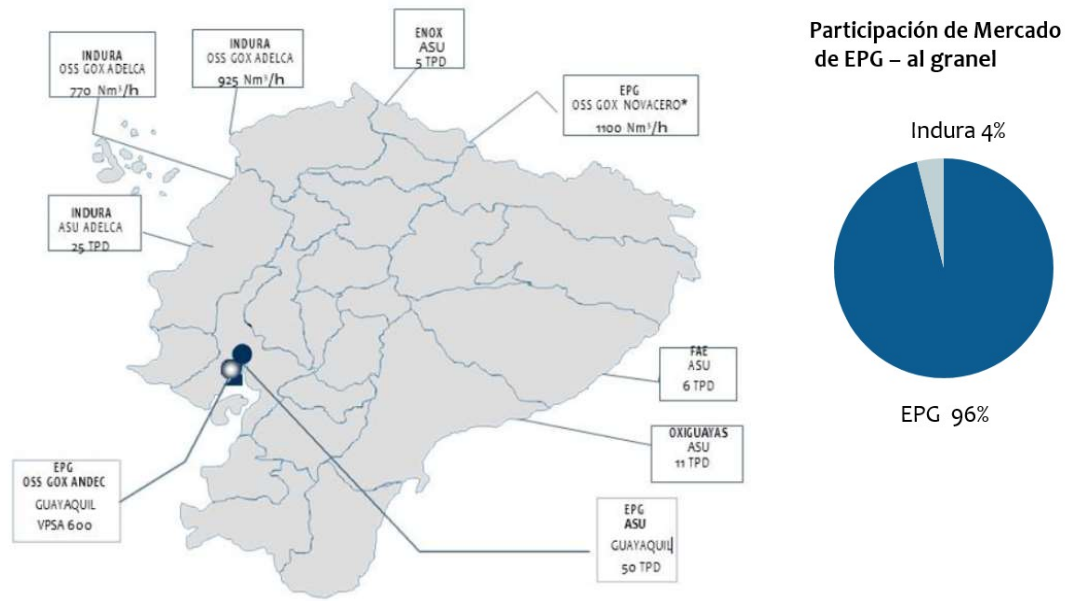 INDURA
OSS GOX ADELCA
770 Nm³/h
INDURA
OSS GOX ADELCA
925 Nm³/h
ENOX
ASU
5 TPD
EPG
OSS GOX NOVACERO*
1100 Nm³/h
INDURA
ASU ADELCA
25 TPD
FAE
ASU
6 TPD
OXIGUAYAS
ASU
11 TPD
EPG
OSS GOX ANDEC
GUAYAQUIL
VPSA 600
EPG
ASU
GUAYAQUIL
50 TPD
Participación de Mercado
de EPG – al granel
Indura 4%
EPG 96%